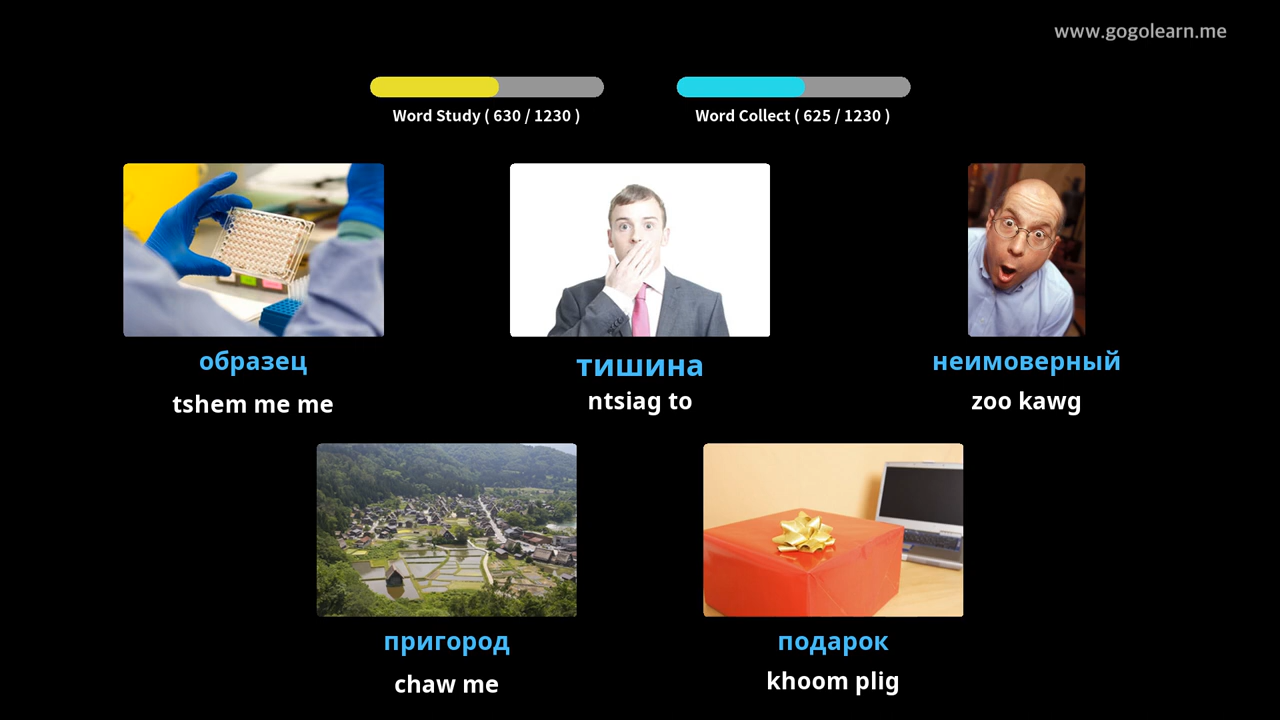 www.gogolearn.me
Word Study ( 630 / 1230 )
Word Collect ( 625 / 1230 )
образец
тишина
неимоверный
tshem me me
ntsiag to
zoo kawg
пригород
подарок
chaw me
khoom plig